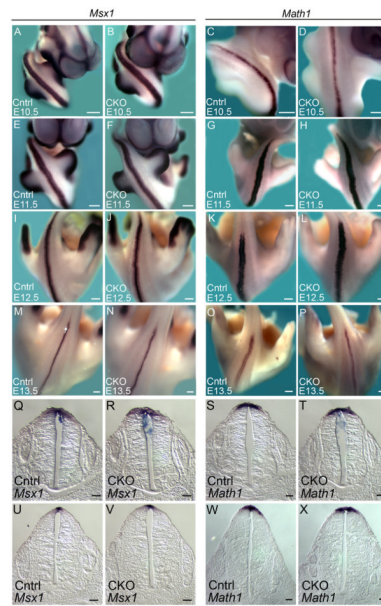 Msx1
Math1
A
Cntrl
E10.5
B
CKO
E10.5
C
Cntrl
E10.5
D
CKO
E10.5
E
Cntrl
E11.5
F
CKO
E11.5
G
Cntrl
E11.5
H
CKO
E11.5
I
Cntrl
E12.5
J
CKO
E12.5
K
Cntrl
E12.5
L
CKO
E12.5
M
Cntrl
E13.5
N
CKO
E13.5
O
Cntrl
E13.5
P
CKO
E13.5
Q
Cntrl
Msx1
R
CKO
Msx1
S
Cntrl
Math1
T
CKO
Math1
U
Cntrl
Msx1
V
CKO
Msx1
W
Cntrl
Math1
X
CKO
Math1